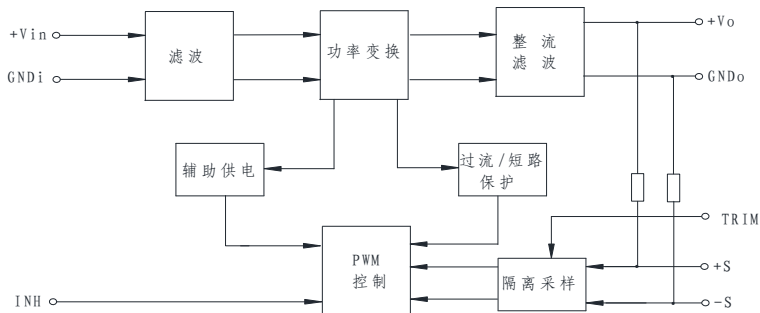 +Vin
GNDi
滤波
功率变换
整流
滤波
+Vo
GNDo
辅助供电
过流/短路
保护
TRIM
PWM
控制
隔离采样
+S
-S
INH